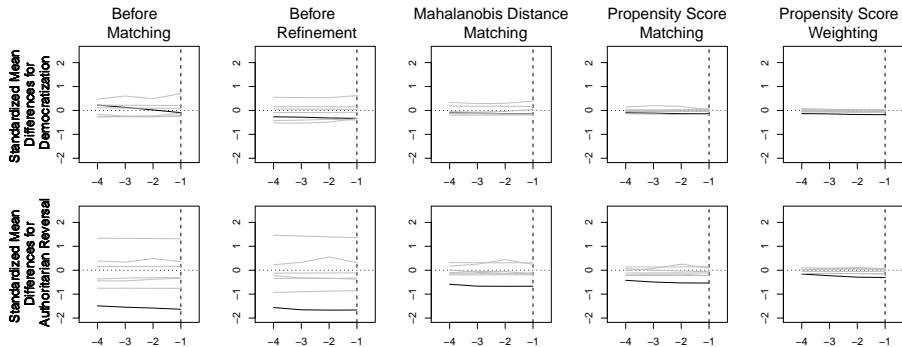 Before
Matching
Before
Refinement
Mahalanobis Distance
Matching
Propensity Score
Matching
Propensity Score
Weighting
Standardized Mean
Differences for
Democratization
2
1
0
−1
−2
−4 −3 −2 −1
2
1
0
−1
−2
−4 −3 −2 −1
2
1
0
−1
−2
−4 −3 −2 −1
2
1
0
−1
−2
−4 −3 −2 −1
2
1
0
−1
−2
−4 −3 −2 −1
Standardized Mean
Differences for
Authoritarian Reversal
2
1
0
−1
−2
−4 −3 −2 −1
2
1
0
−1
−2
−4 −3 −2 −1
2
1
0
−1
−2
−4 −3 −2 −1
2
1
0
−1
−2
−4 −3 −2 −1
2
1
0
−1
−2
−4 −3 −2 −1